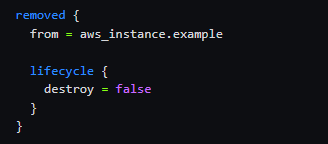 removed {
  from = aws_instance.example

  lifecycle {
    destroy = false
  }
}